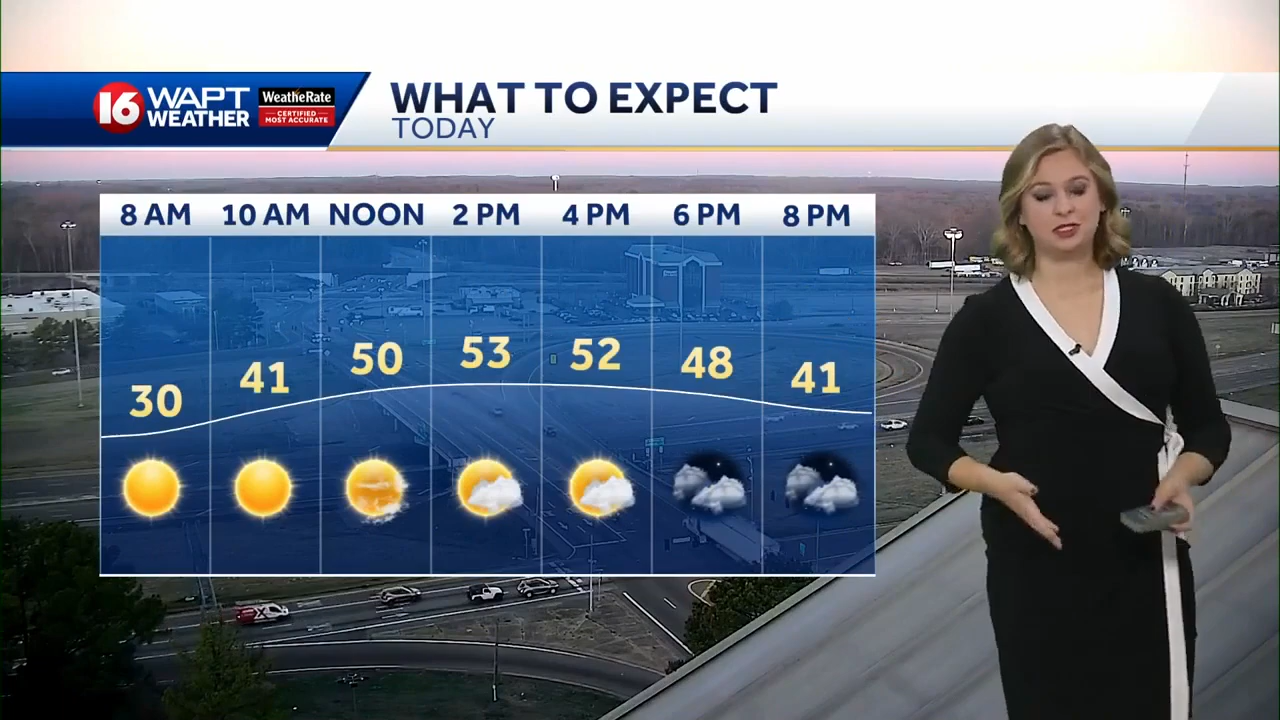 16 WAPT WEATHER
WeatheRate
CERTIFIED
MOST ACCURATE
WHAT TO EXPECT
TODAY
8 AM 10 AM NOON 2 PM 4 PM 6 PM 8 PM
30 41 50 53 52 48 41